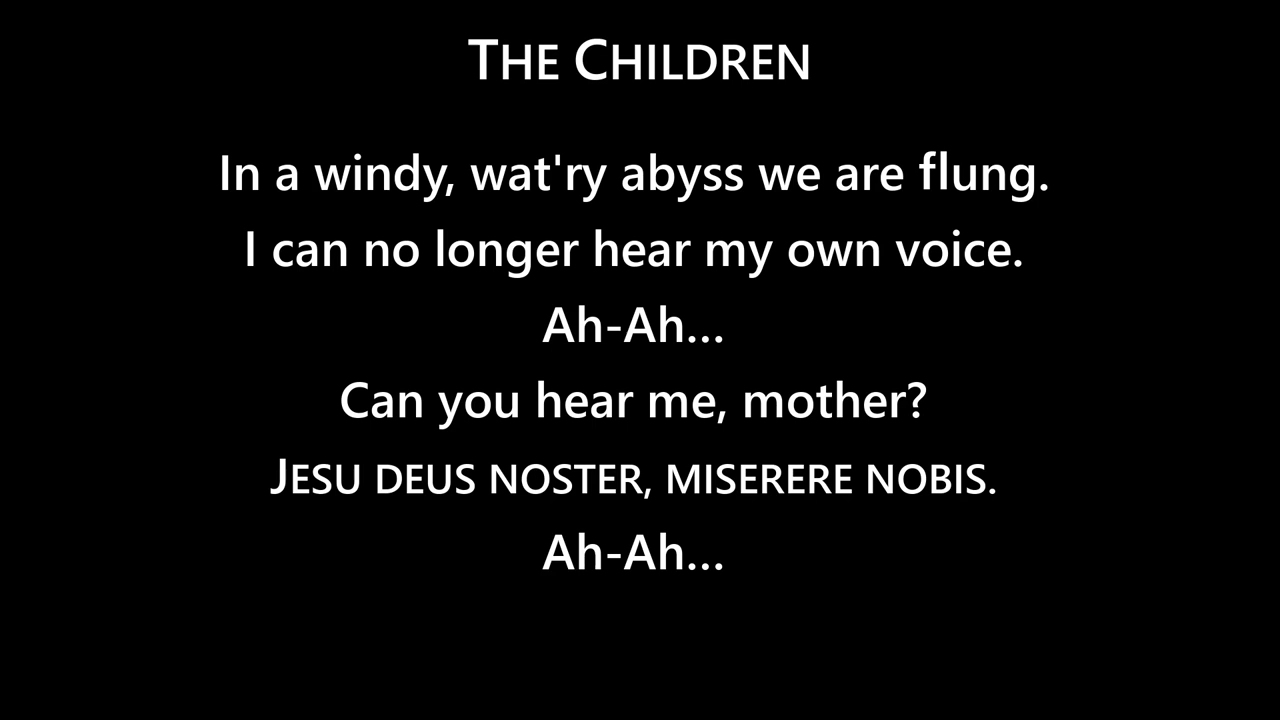 THE CHILDREN
In a windy, wat'ry abyss we are flung.
I can no longer hear my own voice.
Ah-Ah...
Can you hear me, mother?
JESU DEUS NOSTER, MISERERE NOBIS.
Ah-Ah...